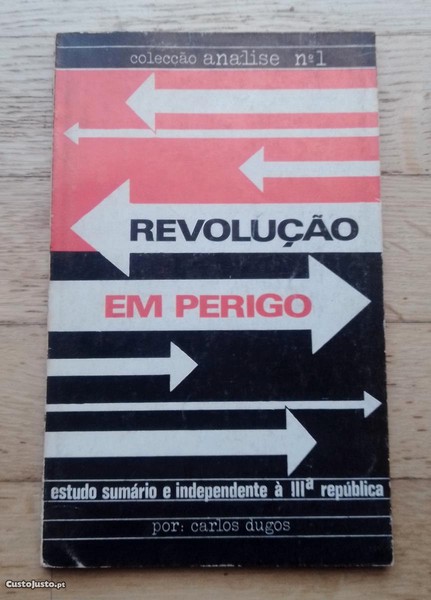 colecção analise nº1
REVOLUÇÃO
EM PERIGO
estudo sumário e independente à IIIª república
por: carlos dugos
CustoJusto.pt